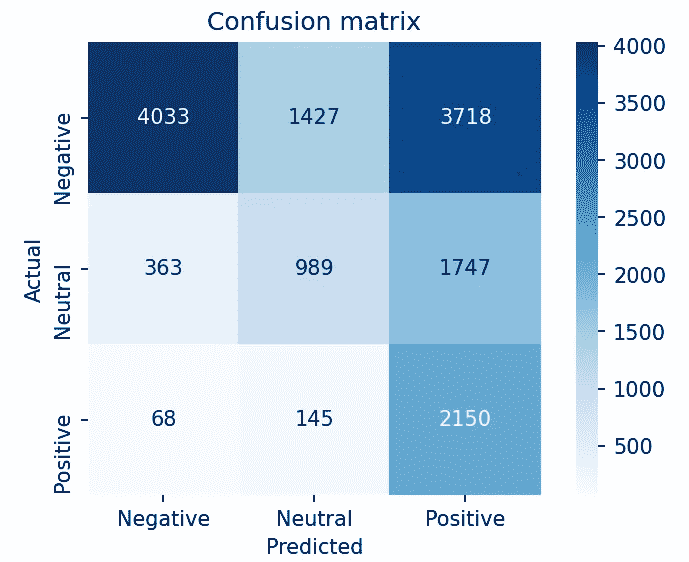 Confusion matrix
Negative 4033 1427 3718
Neutral 363 989 1747
Positive 68 145 2150
Actual
Negative Neutral Positive
Predicted
4000
3500
3000
2500
2000
1500
1000
500